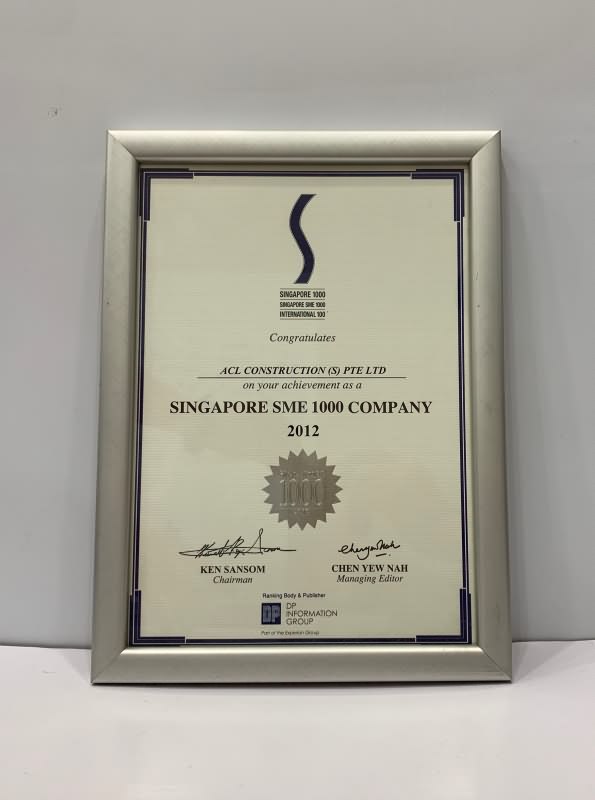 SINGAPORE 1000
SINGAPORE SME 1000
INTERNATIONAL 100
Congratulates
ACL CONSTRUCTION (S) PTE LTD
on your achievement as a
SINGAPORE SME 1000 COMPANY
2012
1000
KEN SANSOM
Chairman
CHEN YEW NAH
Managing Editor
Ranking Body & Publisher
DP
DP
INFORMATION
GROUP
Part of the Experian Group